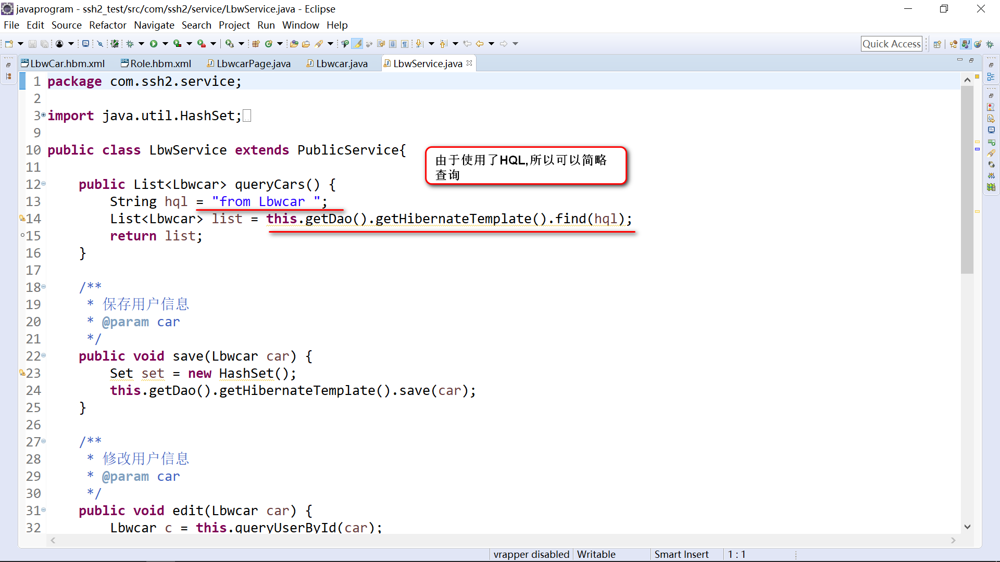 javaprogram - ssh2_test/src/com/ssh2/service/LbwService.java - Eclipse
File Edit Source Refactor Navigate Search Project Run Window Help
Quick Access
LbwCar.hbm.xml Role.hbm.xml LbwcarPage.java Lbwcar.java LbwService.java
1 package com.ssh2.service;
2
3 import java.util.HashSet;
9
10 public class LbwService extends PublicService{
由于使用了HQL,所以可以简略
查询
11
12 public List<Lbwcar> queryCars() {
13 String hql = "from Lbwcar ";
14 List<Lbwcar> list = this.getDao().getHibernateTemplate().find(hql);
15 return list;
16 }
17
18 /**
19 * 保存用户信息
20 * @param car
21 */
22 public void save(Lbwcar car) {
23 Set set = new HashSet();
24 this.getDao().getHibernateTemplate().save(car);
25 }
26
27 /**
28 * 修改用户信息
29 * @param car
30 */
31 public void edit(Lbwcar car) {
32 Lbwcar c = this.queryUserById(car);
vrapper disabled Writable Smart Insert 1 : 1